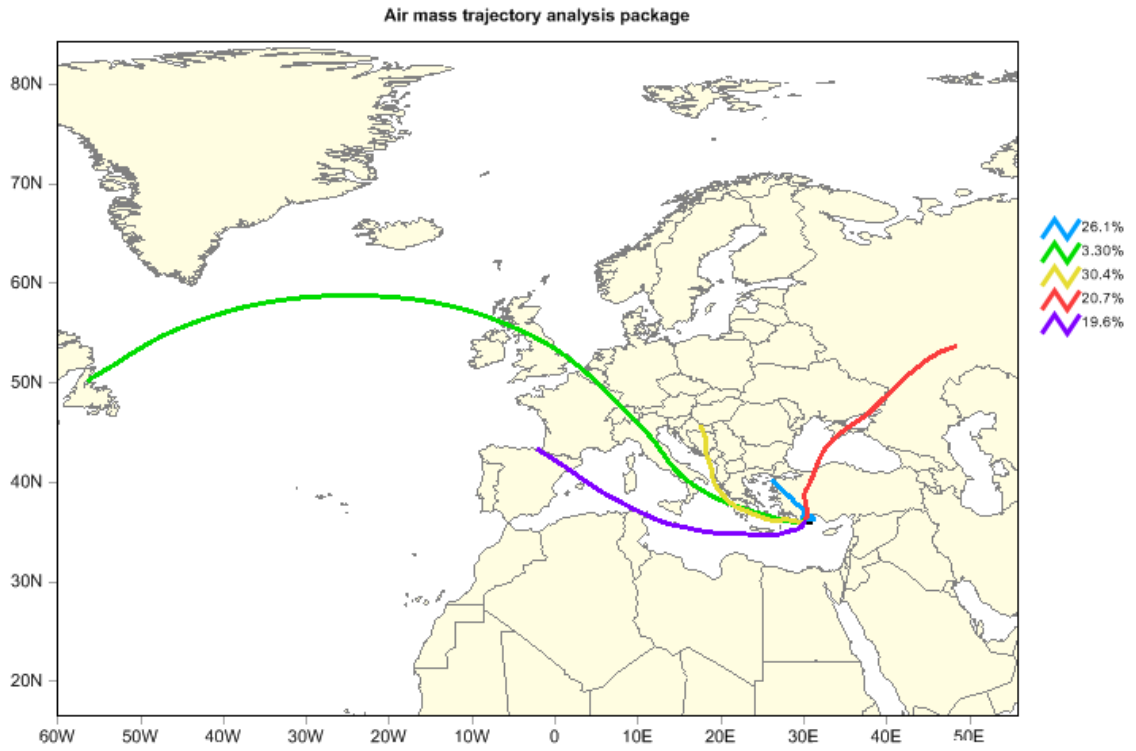 Air mass trajectory analysis package
80N
70N
60N
50N
40N
30N
20N
60W 50W 40W 30W 20W 10W 0 10E 20E 30E 40E 50E
26.1%
3.30%
30.4%
20.7%
19.6%